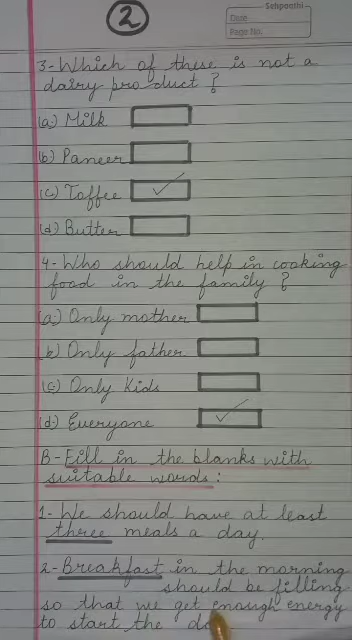 2
Sehpaathi
Date
Page No.
3-Which of these is not a
dairy product ?
(a) Milk
(b) Paneer
(c) Toffee
(d) Butter
4-Who should help in cooking
food in the family ?
(a) Only mother
(b) Only father
(c) Only Kids
(d) Everyone
B-Fill in the blanks with
suitable words:
1-We should have at least
three meals a day.
2-Breakfast in the morning
should be filling
so that we get enough energy
to start the